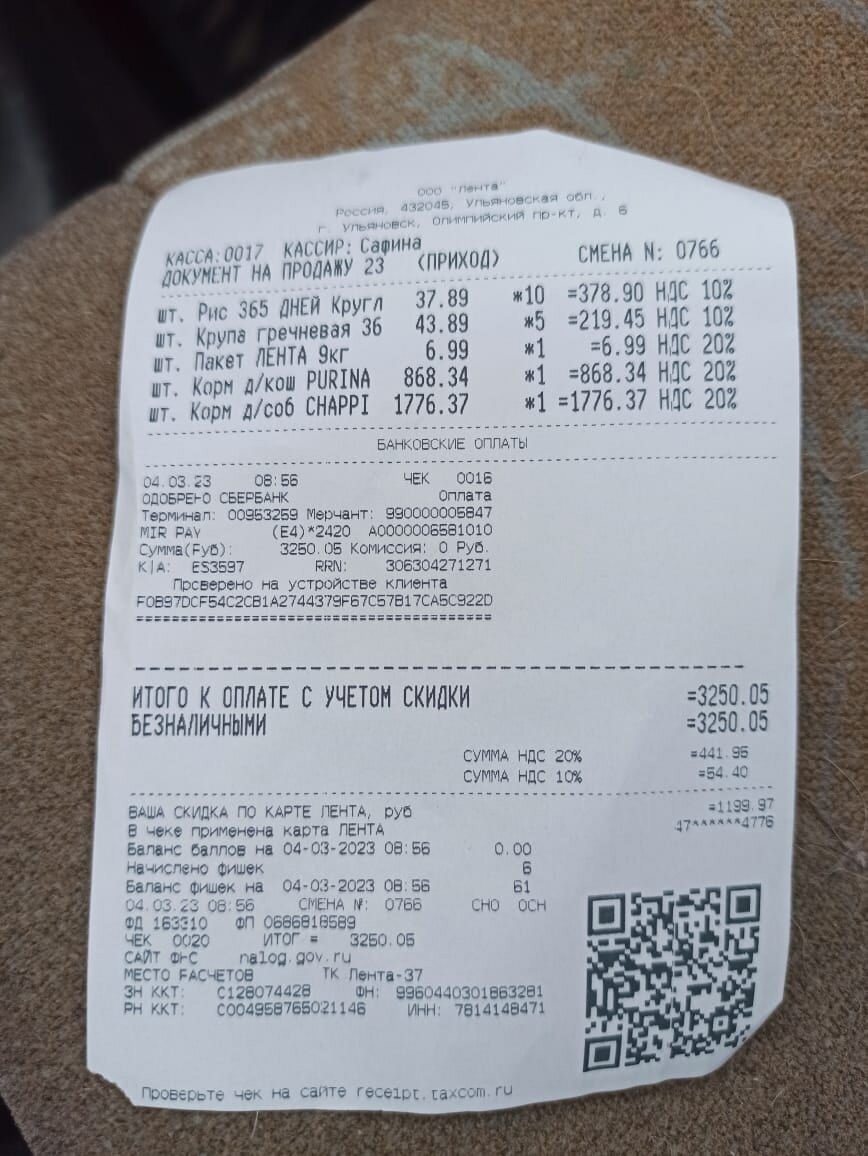 ООО "Лента"
Россия, 432045, Ульяновская обл.,
г. Ульяновск, Олимпийский пр-кт, д. 6
КАССА:0017 КАССИР: Сафина СМЕНА N: 0766
ДОКУМЕНТ НА ПРОДАЖУ 23 (ПРИХОД)
шт. Рис 365 ДНЕЙ Кругл 37.89 *10 =378.90 НДС 10%
шт. Крупа гречневая 36 43.89 *5 =219.45 НДС 10%
шт. Пакет ЛЕНТА 9кг 6.99 *1 =6.99 НДС 20%
шт. Корм д/кош PURINA 868.34 *1 =868.34 НДС 20%
шт. Корм д/соб CHAPPI 1776.37 *1 =1776.37 НДС 20%
БАНКОВСКИЕ ОПЛАТЫ
04.03.23 08:56 ЧЕК 0016
ОДОБРЕНО СБЕРБАНК Оплата
Терминал: 00953259 Мерчант: 990000005847
MIR PAY (E4)*2420 A0000006581010
Сумма(Руб): 3250.05 Комиссия: 0 Руб.
К|А: ES3597 RRN: 306304271271
Проверено на устройстве клиента
F0B97DCF54C2CB1A2744379F67C57B17CA5C922D
================================
ИТОГО К ОПЛАТЕ С УЧЕТОМ СКИДКИ =3250.05
БЕЗНАЛИЧНЫМИ =3250.05
СУММА НДС 20% =441.95
СУММА НДС 10% =54.40
ВАША СКИДКА ПО КАРТЕ ЛЕНТА, руб =1199.97
В чеке применена карта ЛЕНТА 47******4776
Баланс баллов на 04-03-2023 08:56 0.00
Начислено фишек 6
Баланс фишек на 04-03-2023 08:56 61
04.03.23 08:56 СМЕНА №: 0766 СНО ОСН
ФД 163310 ФП 0686818589
ЧЕК 0020 ИТОГ = 3250.05
САЙТ ФНС nalog.gov.ru
МЕСТО РАСЧЕТОВ ТК Лента-37
ЗН ККТ: С128074428 ФН: 9960440301863281
РН ККТ: С004958765021146 ИНН: 7814148471
Проверьте чек на сайте receipt.taxcom.ru